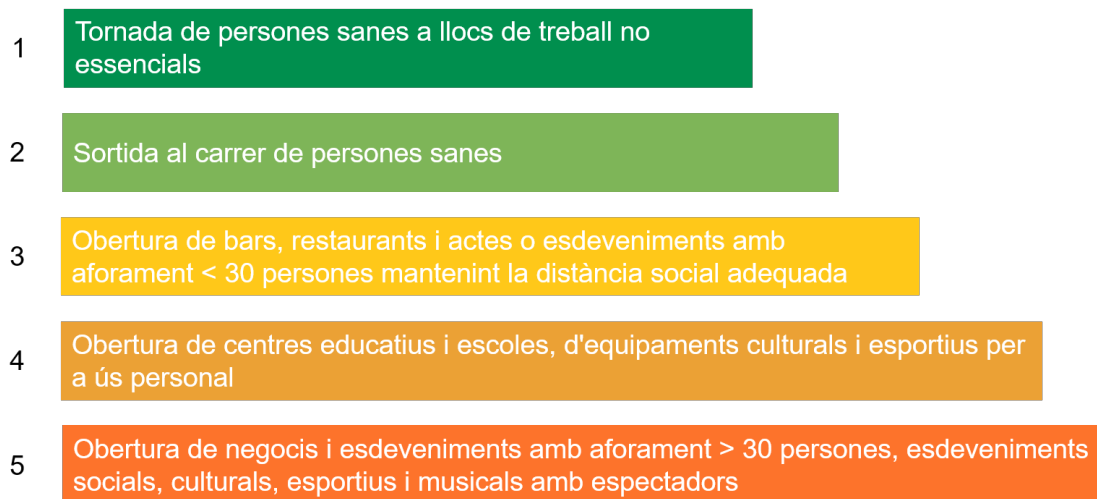 1
Tornada de persones sanes a llocs de treball no
essencials
2
Sortida al carrer de persones sanes
3
Obertura de bars, restaurants i actes o esdeveniments amb
aforament < 30 persones mantenint la distància social adequada
4
Obertura de centres educatius i escoles, d'equipaments culturals i esportius per
a ús personal
5
Obertura de negocis i esdeveniments amb aforament > 30 persones, esdeveniments
socials, culturals, esportius i musicals amb espectadors